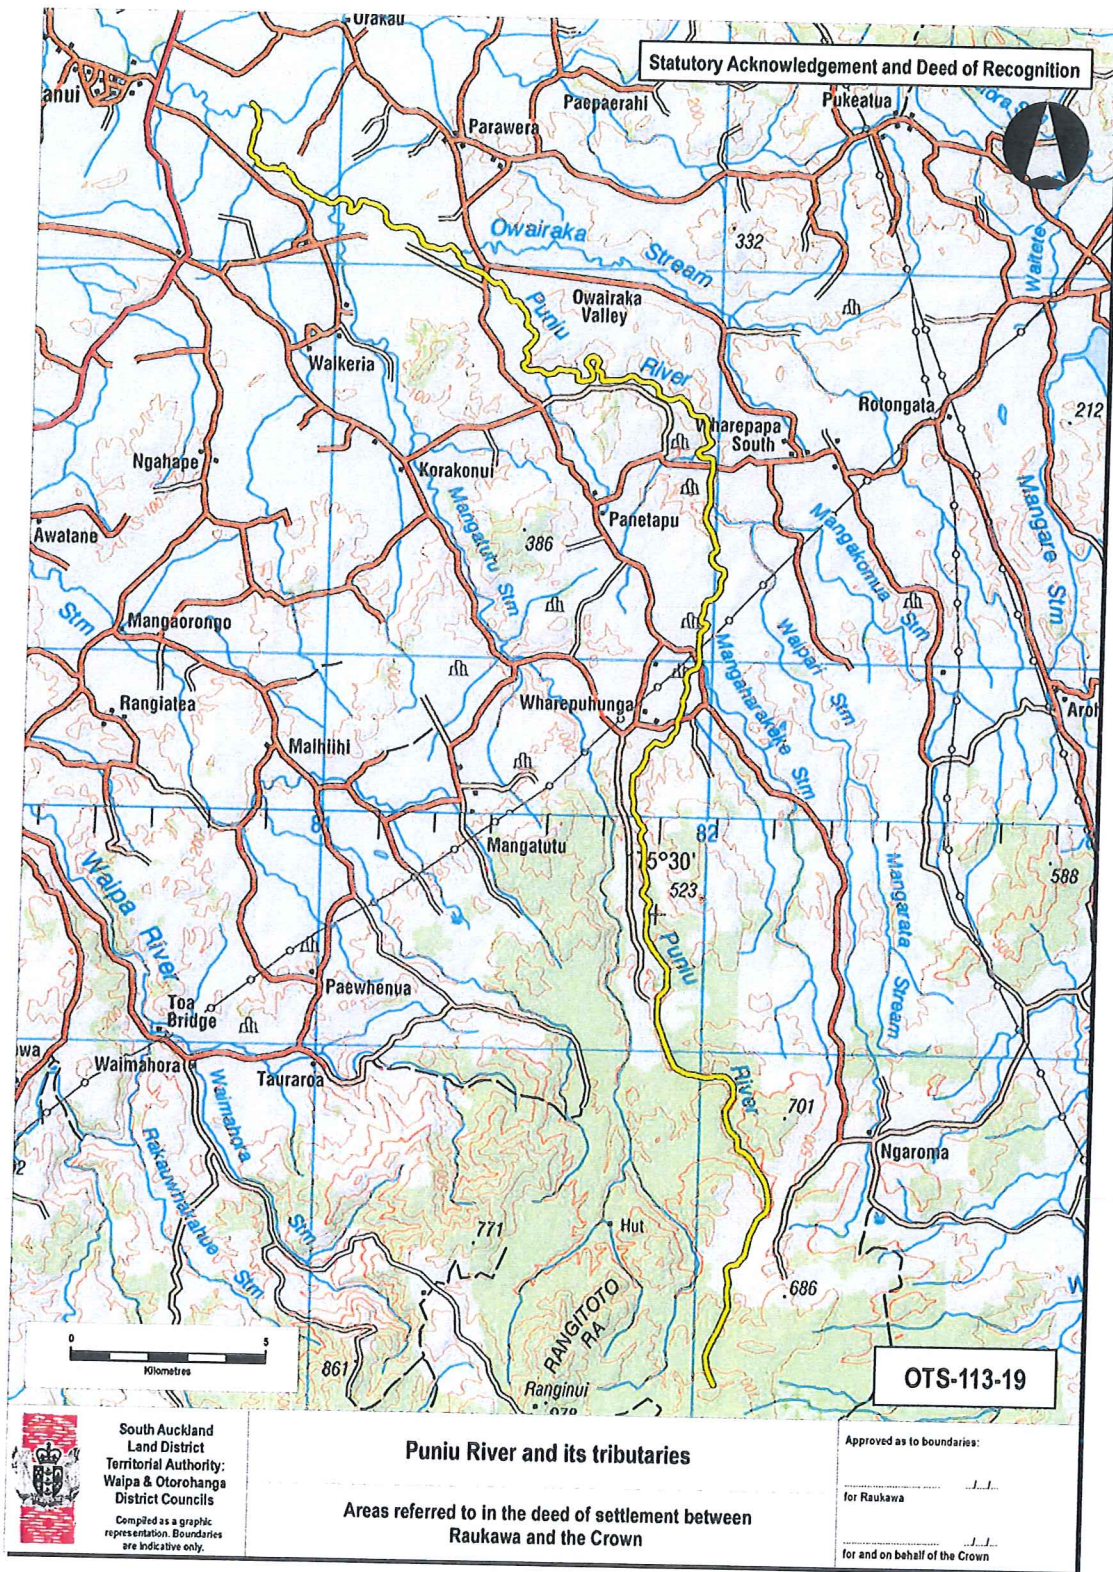 Orakau
Statutory Acknowledgement and Deed of Recognition
anui
Paepaerahi
Pukeatua
Parawera
Owairaka
Stream
332
Waitete
Owairaka
Valley
Puniu
River
Waikeria
Rotongata
212
Wharepapa
South
Ngahape
Korakonui
Mangatutu
Stm
Panetapu
Mangakomua
Stm
Mangare
Stm
Awatane
386
Stm
Mangaorongo
Waipari
Stm
Mangaharakeke
Stm
Rangiatea
Wharepuhunga
Aroh
Maihiihi
81
82
Mangatutu
75°30'
523
588
Waipa
River
Mangarata
Stream
Puniu
Paewhenua
Toa
Bridge
wa
Waimahora
Tauraroa
River
701
Waimahora
Stm
Rakauwhakahue
Stm
Ngaroma
771
Hut
686
RANGITOTO
RA
W
0 5
Kilometres
861
Ranginui
OTS-113-19
South Auckland
Land District
Territorial Authority:
Waipa & Otorohanga
District Councils
Compiled as a graphic
representation. Boundaries
are indicative only.
Puniu River and its tributaries
Areas referred to in the deed of settlement between
Raukawa and the Crown
Approved as to boundaries:
for Raukawa
for and on behalf of the Crown